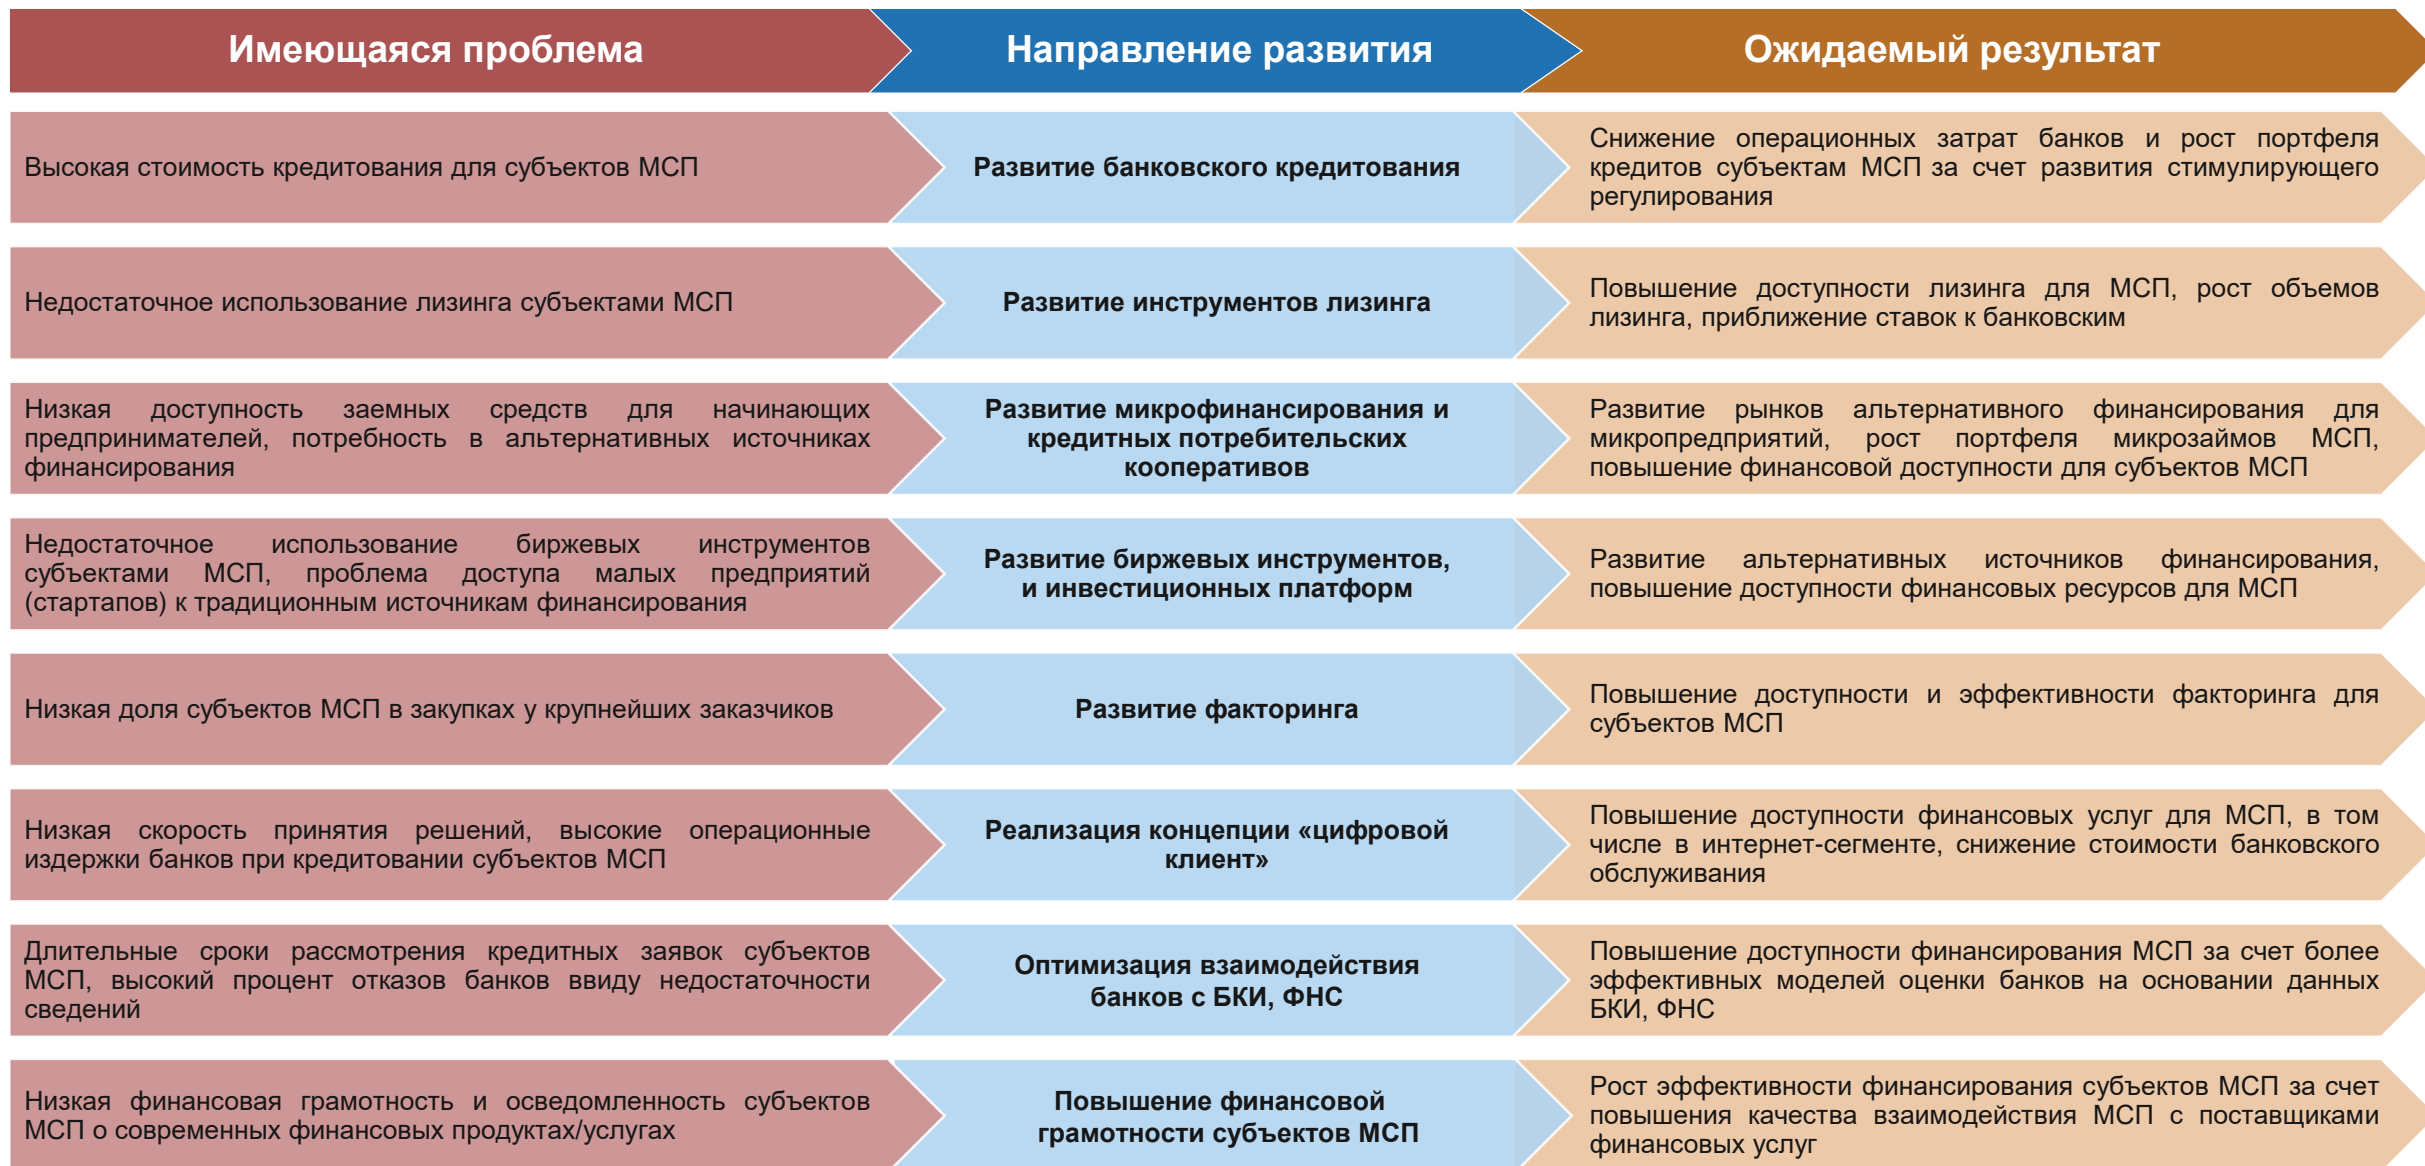 Имеющаяся проблема
Направление развития
Ожидаемый результат
Высокая стоимость кредитования для субъектов МСП
Развитие банковского кредитования
Снижение операционных затрат банков и рост портфеля
кредитов субъектам МСП за счет развития стимулирующего
регулирования
Недостаточное использование лизинга субъектами МСП
Развитие инструментов лизинга
Повышение доступности лизинга для МСП, рост объемов
лизинга, приближение ставок к банковским
Низкая доступность заемных средств для начинающих
предпринимателей, потребность в альтернативных источниках
финансирования
Развитие микрофинансирования и
кредитных потребительских
кооперативов
Развитие рынков альтернативного финансирования для
микропредприятий, рост портфеля микрозаймов МСП,
повышение финансовой доступности для субъектов МСП
Недостаточное использование биржевых инструментов
субъектами МСП, проблема доступа малых предприятий
(стартапов) к традиционным источникам финансирования
Развитие биржевых инструментов,
и инвестиционных платформ
Развитие альтернативных источников финансирования,
повышение доступности финансовых ресурсов для МСП
Низкая доля субъектов МСП в закупках у крупнейших заказчиков
Развитие факторинга
Повышение доступности и эффективности факторинга для
субъектов МСП
Низкая скорость принятия решений, высокие операционные
издержки банков при кредитовании субъектов МСП
Реализация концепции «цифровой
клиент»
Повышение доступности финансовых услуг для МСП, в том
числе в интернет-сегменте, снижение стоимости банковского
обслуживания
Длительные сроки рассмотрения кредитных заявок субъектов
МСП, высокий процент отказов банков ввиду недостаточности
сведений
Оптимизация взаимодействия
банков с БКИ, ФНС
Повышение доступности финансирования МСП за счет более
эффективных моделей оценки банков на основании данных
БКИ, ФНС
Низкая финансовая грамотность и осведомленность субъектов
МСП о современных финансовых продуктах/услугах
Повышение финансовой
грамотности субъектов МСП
Рост эффективности финансирования субъектов МСП за счет
повышения качества взаимодействия МСП с поставщиками
финансовых услуг